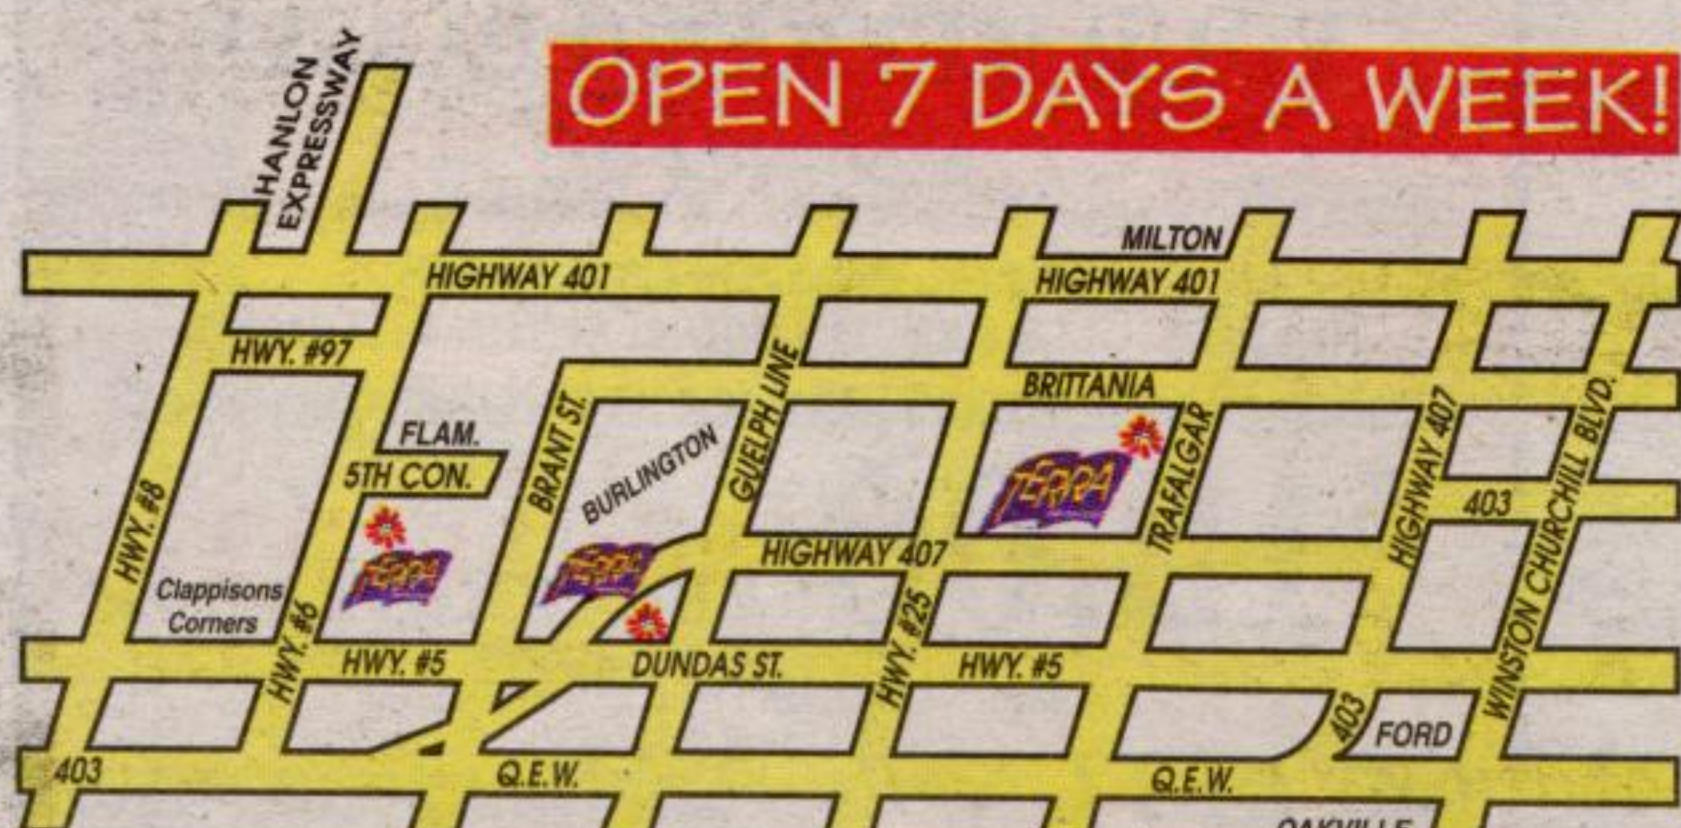 HANLON
EXPRESSWAY
OPEN 7 DAYS A WEEK!
MILTON
HIGHWAY 401
HIGHWAY 401
HWY. #97
BRITTANIA
FLAM.
5TH CON.
BRANT ST.
BURLINGTON
GUELPH LINE
TERRA
TRAFALGAR
HIGHWAY 407
WINSTON CHURCHILL BLVD.
403
HWY. #8
TERRA
TERRA
HIGHWAY 407
Clappisons
Corners
HWY. #6
HWY. #25
HWY. #5
DUNDAS ST.
HWY. #5
403
FORD
403
Q.E.W.
Q.E.W.
OAKVILLE